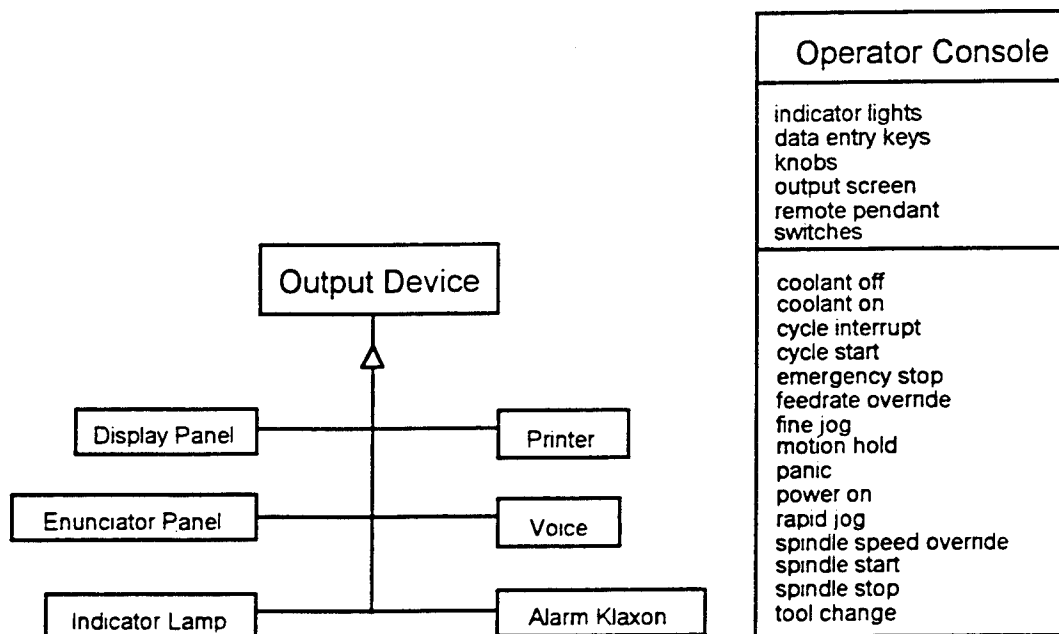 Output Device
Display Panel
Printer
Enunciator Panel
Voice
Indicator Lamp
Alarm Klaxon
Operator Console
indicator lights
data entry keys
knobs
output screen
remote pendant
switches
coolant off
coolant on
cycle interrupt
cycle start
emergency stop
feedrate override
fine jog
motion hold
panic
power on
rapid jog
spindle speed override
spindle start
spindle stop
tool change